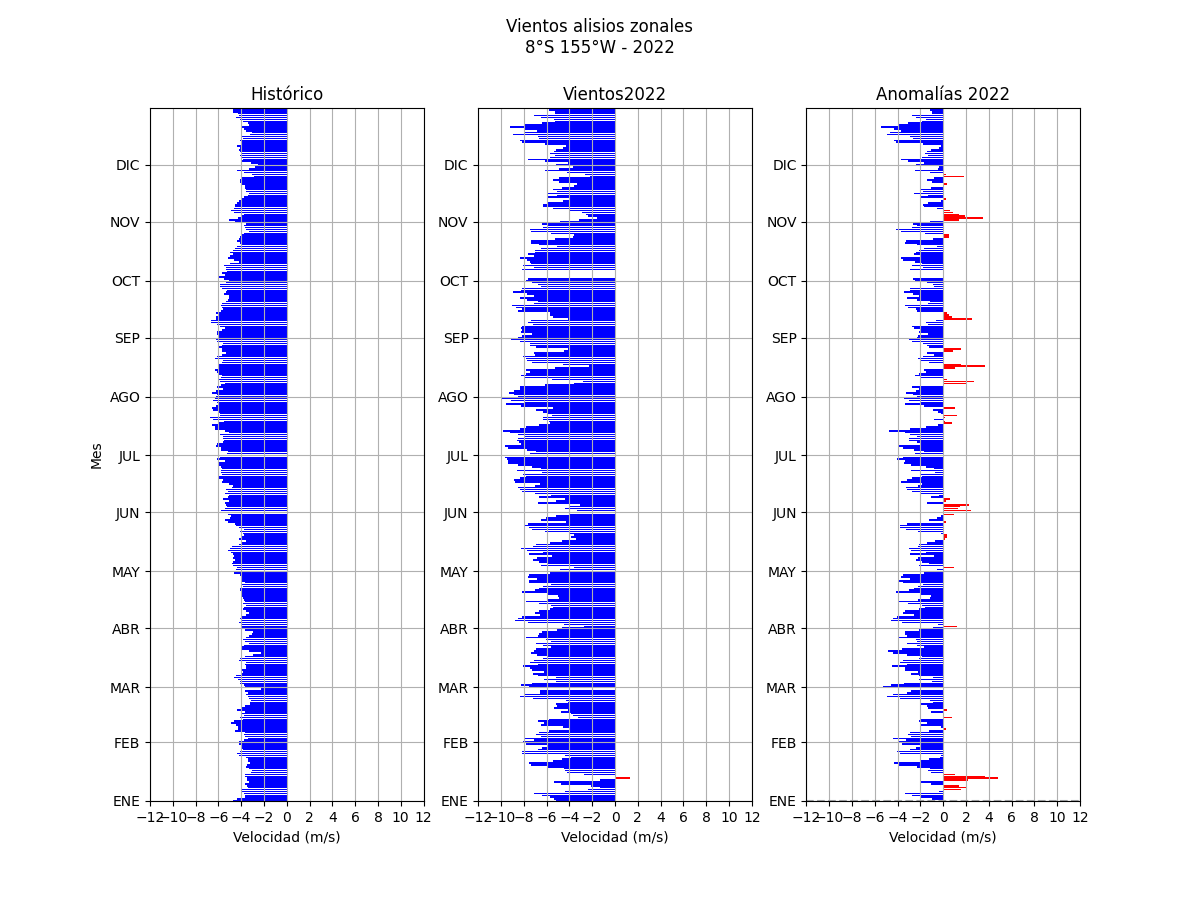 Vientos alisios zonales
8°S 155°W - 2022
Histórico
Vientos2022
Anomalías 2022
Mes
DIC
NOV
OCT
SEP
AGO
JUL
JUN
MAY
ABR
MAR
FEB
ENE
−12 −10 −8 −6 −4 −2 0 2 4 6 8 10 12
Velocidad (m/s)
DIC
NOV
OCT
SEP
AGO
JUL
JUN
MAY
ABR
MAR
FEB
ENE
−12 −10 −8 −6 −4 −2 0 2 4 6 8 10 12
Velocidad (m/s)
DIC
NOV
OCT
SEP
AGO
JUL
JUN
MAY
ABR
MAR
FEB
ENE
−12 −10 −8 −6 −4 −2 0 2 4 6 8 10 12
Velocidad (m/s)